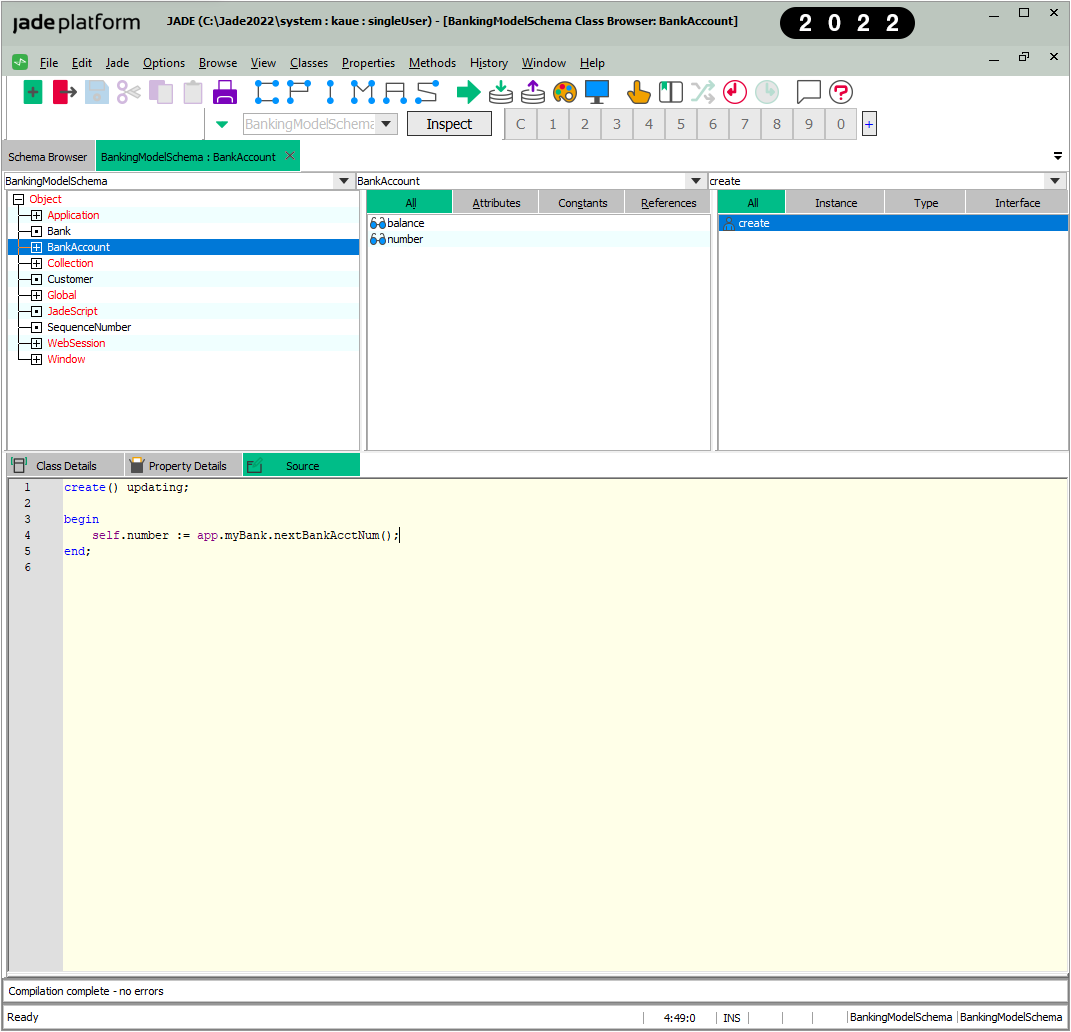 jade platform
JADE (C:\Jade2022\system : kaue : singleUser) - [BankingModelSchema Class Browser: BankAccount]
2022
File Edit Jade Options Browse View Classes Properties Methods History Window Help
BankingModelSchema Inspect C 1 2 3 4 5 6 7 8 9 0 +
Schema Browser BankingModelSchema : BankAccount
BankingModelSchema BankAccount create
Object All Attributes Constants References All Instance Type Interface
Application
Bank
BankAccount
Collection
Customer
Global
JadeScript
SequenceNumber
WebSession
Window
balance
number
create
Class Details Property Details Source
1 create() updating;
2
3 begin
4 self.number := app.myBank.nextBankAcctNum();
5 end;
6
Compilation complete - no errors
Ready 4:49:0 INS BankingModelSchema BankingModelSchema